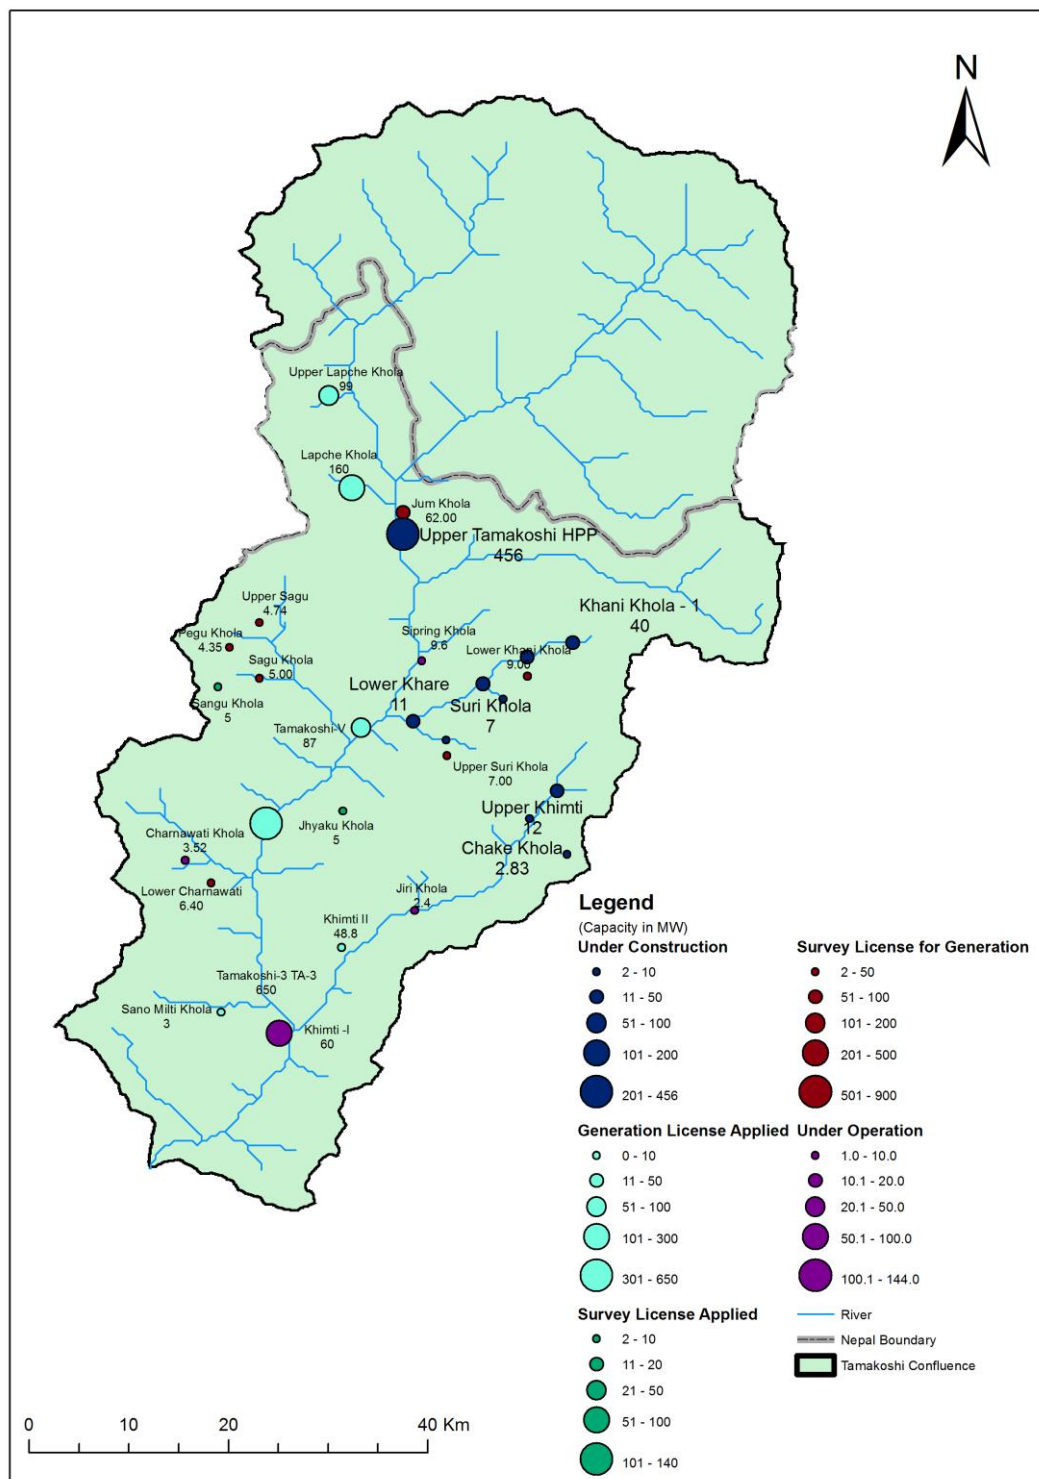 N
Upper Lapche Khola
99
Lapche Khola
160
Jum Khola
62.00
Upper Tamakoshi HPP
456
Upper Sagu
4.74
Khani Khola - 1
40
Pegu Khola
4.35
Sipring Khola
9.6
Lower Khani Khola
9.00
Sagu Khola
5.00
Lower Khare
11
Sangu Khola
5
Suri Khola
7
Tamakoshi-V
87
Upper Suri Khola
7.00
Upper Khimti
12
Jhyaku Khola
5
Charnawati Khola
3.52
Chake Khola
2.83
Lower Charnawati
6.40
Jiri Khola
2.4
Khimti II
48.8
Tamakoshi-3 TA-3
650
Sano Milti Khola
3
Khimti -I
60
Legend
(Capacity in MW)
Under Construction
2 - 10
11 - 50
51 - 100
101 - 200
201 - 456
Survey License for Generation
2 - 50
51 - 100
101 - 200
201 - 500
501 - 900
Generation License Applied
0 - 10
11 - 50
51 - 100
101 - 300
301 - 650
Under Operation
1.0 - 10.0
10.1 - 20.0
20.1 - 50.0
50.1 - 100.0
100.1 - 144.0
Survey License Applied
2 - 10
11 - 20
21 - 50
51 - 100
101 - 140
River
Nepal Boundary
Tamakoshi Confluence
0 10 20 40 Km